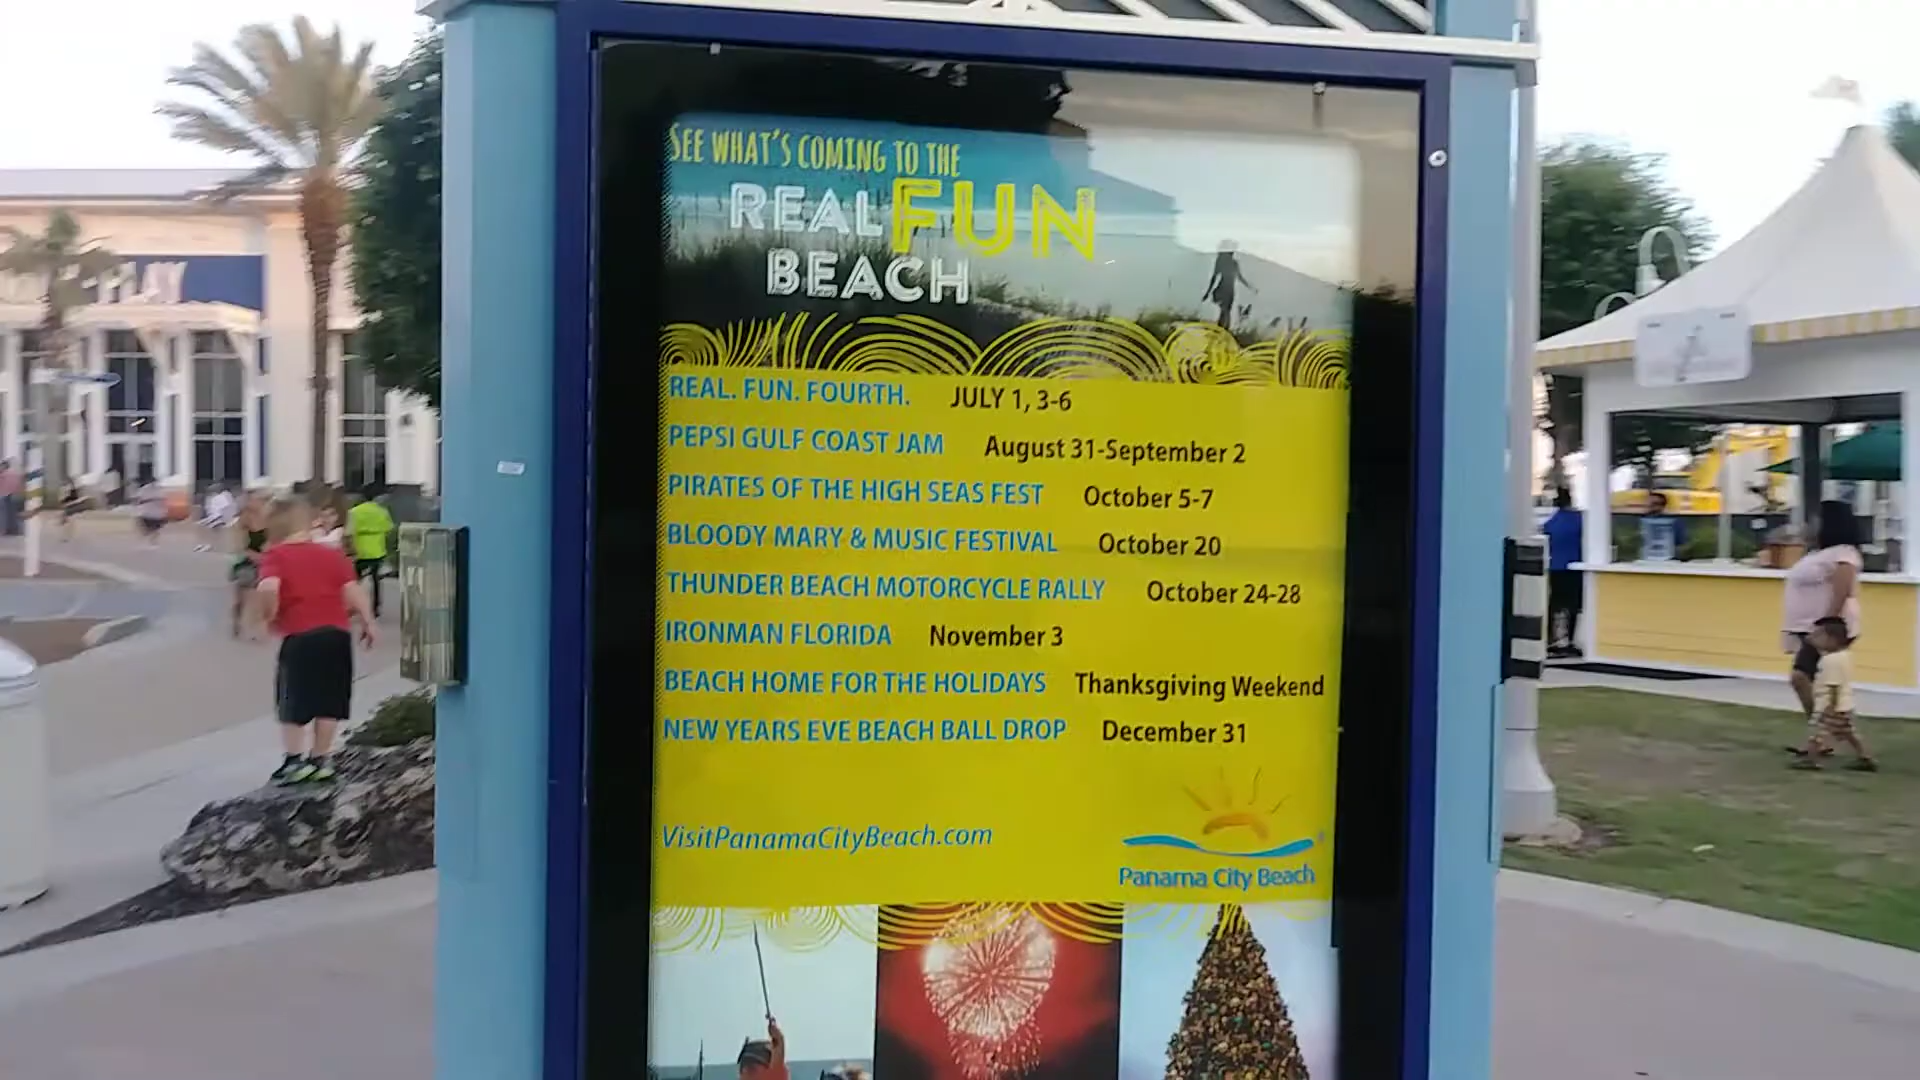 SEE WHAT'S COMING TO THE
REAL FUN
BEACH
REAL. FUN. FOURTH. JULY 1, 3-6
PEPSI GULF COAST JAM August 31-September 2
PIRATES OF THE HIGH SEAS FEST October 5-7
BLOODY MARY & MUSIC FESTIVAL October 20
THUNDER BEACH MOTORCYCLE RALLY October 24-28
IRONMAN FLORIDA November 3
BEACH HOME FOR THE HOLIDAYS Thanksgiving Weekend
NEW YEARS EVE BEACH BALL DROP December 31
VisitPanamaCityBeach.com
Panama City Beach
PLAY